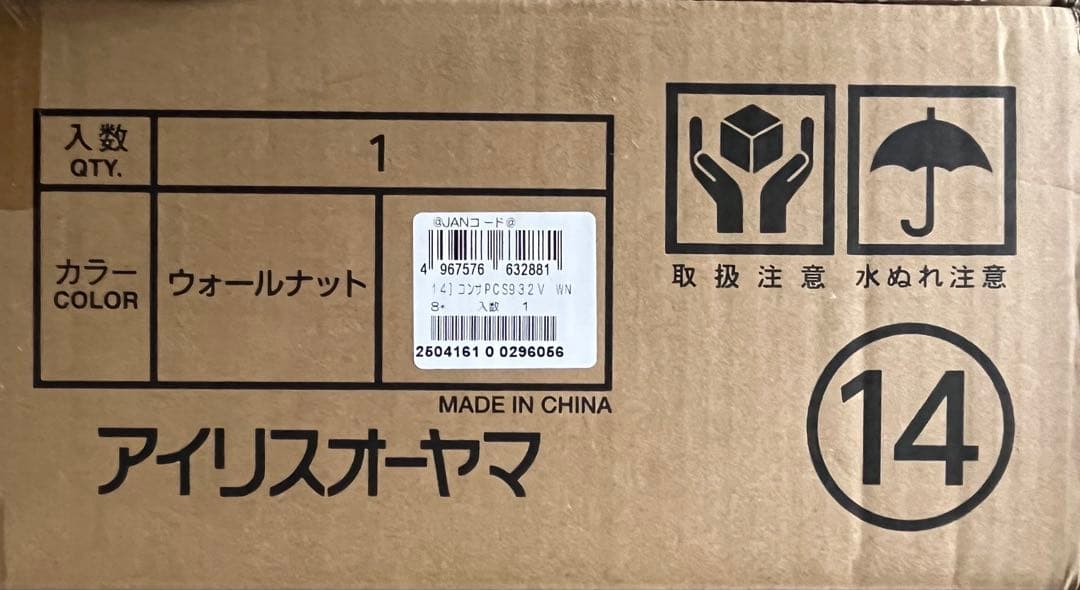 入数
QTY.
1
カラー
COLOR
ウォールナット
@JANコード@
4 967576 632881
14]コンサPCS932V WN
8* 入数 1
2504161 0 0296056
MADE IN CHINA
アイリスオーヤマ
取扱注意
水ぬれ注意
14